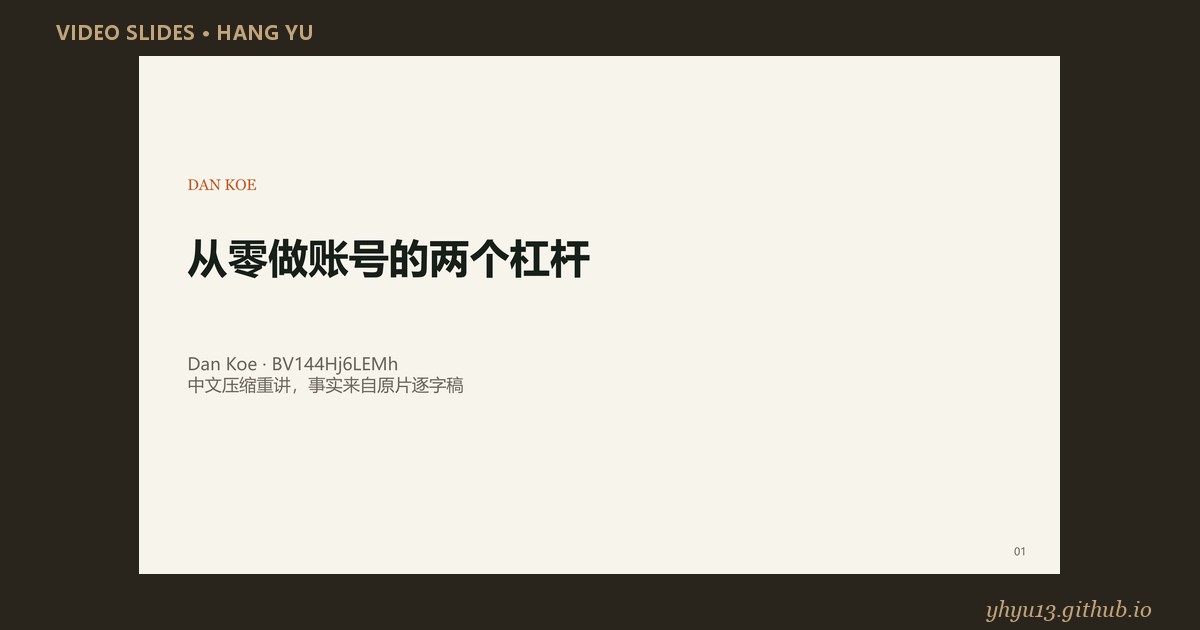 VIDEO SLIDES • HANG YU
DAN KOE
从零做账号的两个杠杆
Dan Koe · BV144Hj6LEMh
中文压缩重讲，事实来自原片逐字稿
01
yhyu13.github.io